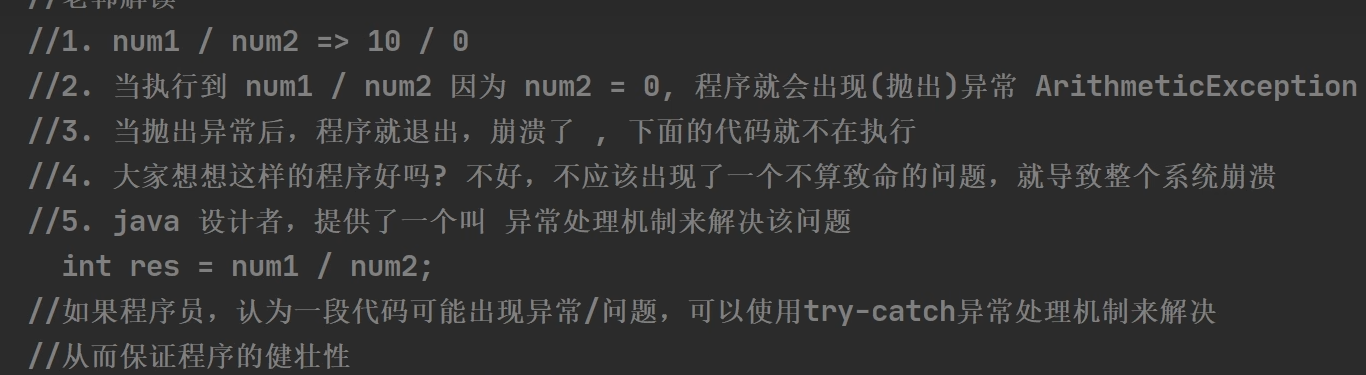 //老韩解读
//1. num1 / num2 => 10 / 0
//2. 当执行到 num1 / num2 因为 num2 = 0, 程序就会出现(抛出)异常 ArithmeticException
//3. 当抛出异常后，程序就退出，崩溃了 , 下面的代码就不在执行
//4. 大家想想这样的程序好吗? 不好，不应该出现了一个不算致命的问题，就导致整个系统崩溃
//5. java 设计者，提供了一个叫 异常处理机制来解决该问题
int res = num1 / num2;
//如果程序员，认为一段代码可能出现异常/问题，可以使用try-catch异常处理机制来解决
//从而保证程序的健壮性